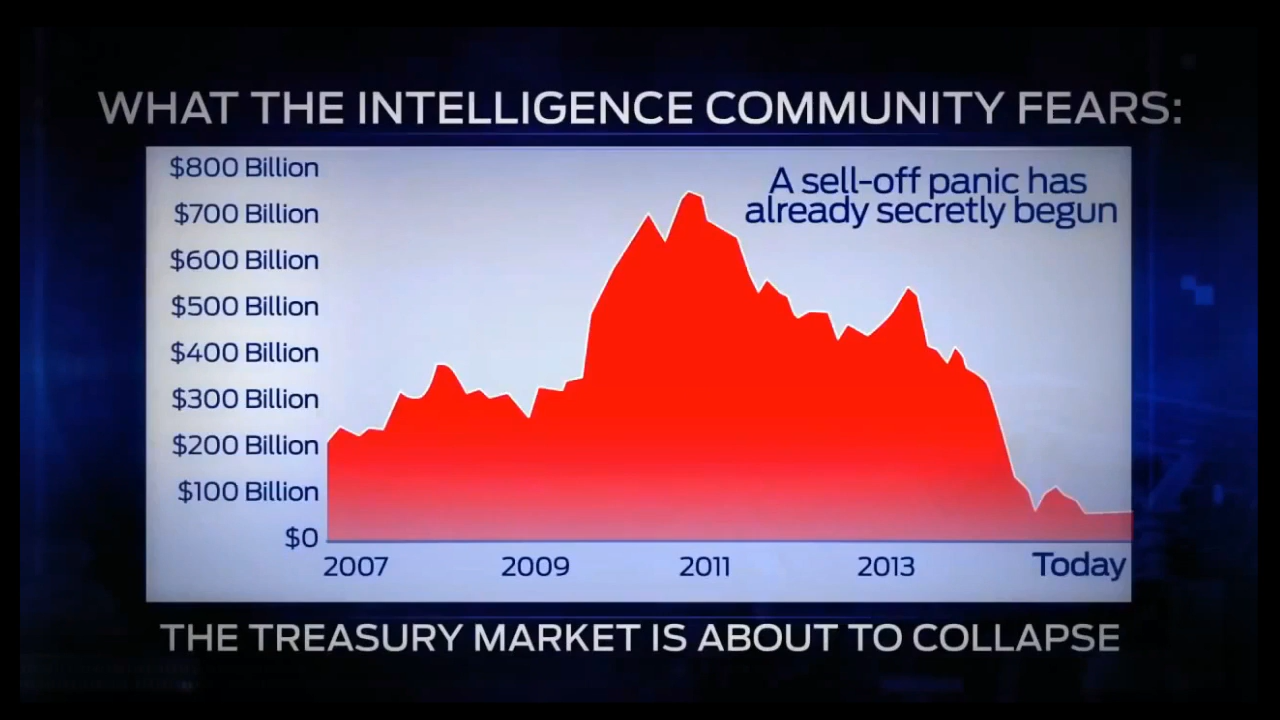 WHAT THE INTELLIGENCE COMMUNITY FEARS:
$800 Billion
A sell-off panic has
already secretly begun
$700 Billion
$600 Billion
$500 Billion
$400 Billion
$300 Billion
$200 Billion
$100 Billion
$0
2007 2009 2011 2013 Today
THE TREASURY MARKET IS ABOUT TO COLLAPSE